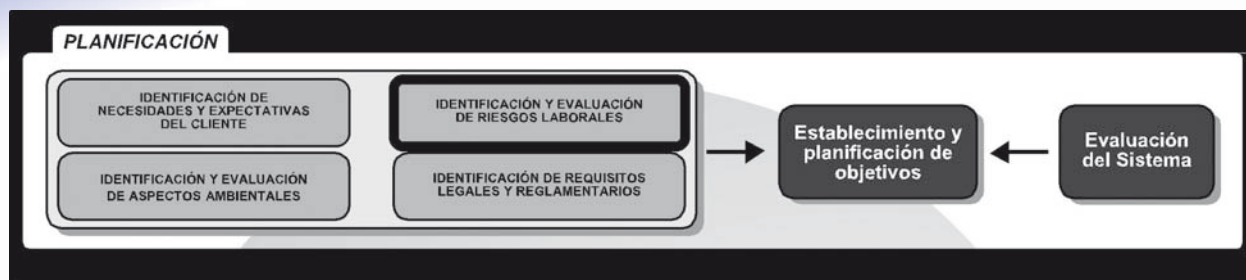 PLANIFICACIÓN
IDENTIFICACIÓN DE
NECESIDADES Y EXPECTATIVAS
DEL CLIENTE
IDENTIFICACIÓN Y EVALUACIÓN
DE RIESGOS LABORALES
IDENTIFICACIÓN Y EVALUACIÓN
DE ASPECTOS AMBIENTALES
IDENTIFICACIÓN DE REQUISITOS
LEGALES Y REGLAMENTARIOS
Establecimiento y
planificación de
objetivos
Evaluación
del Sistema